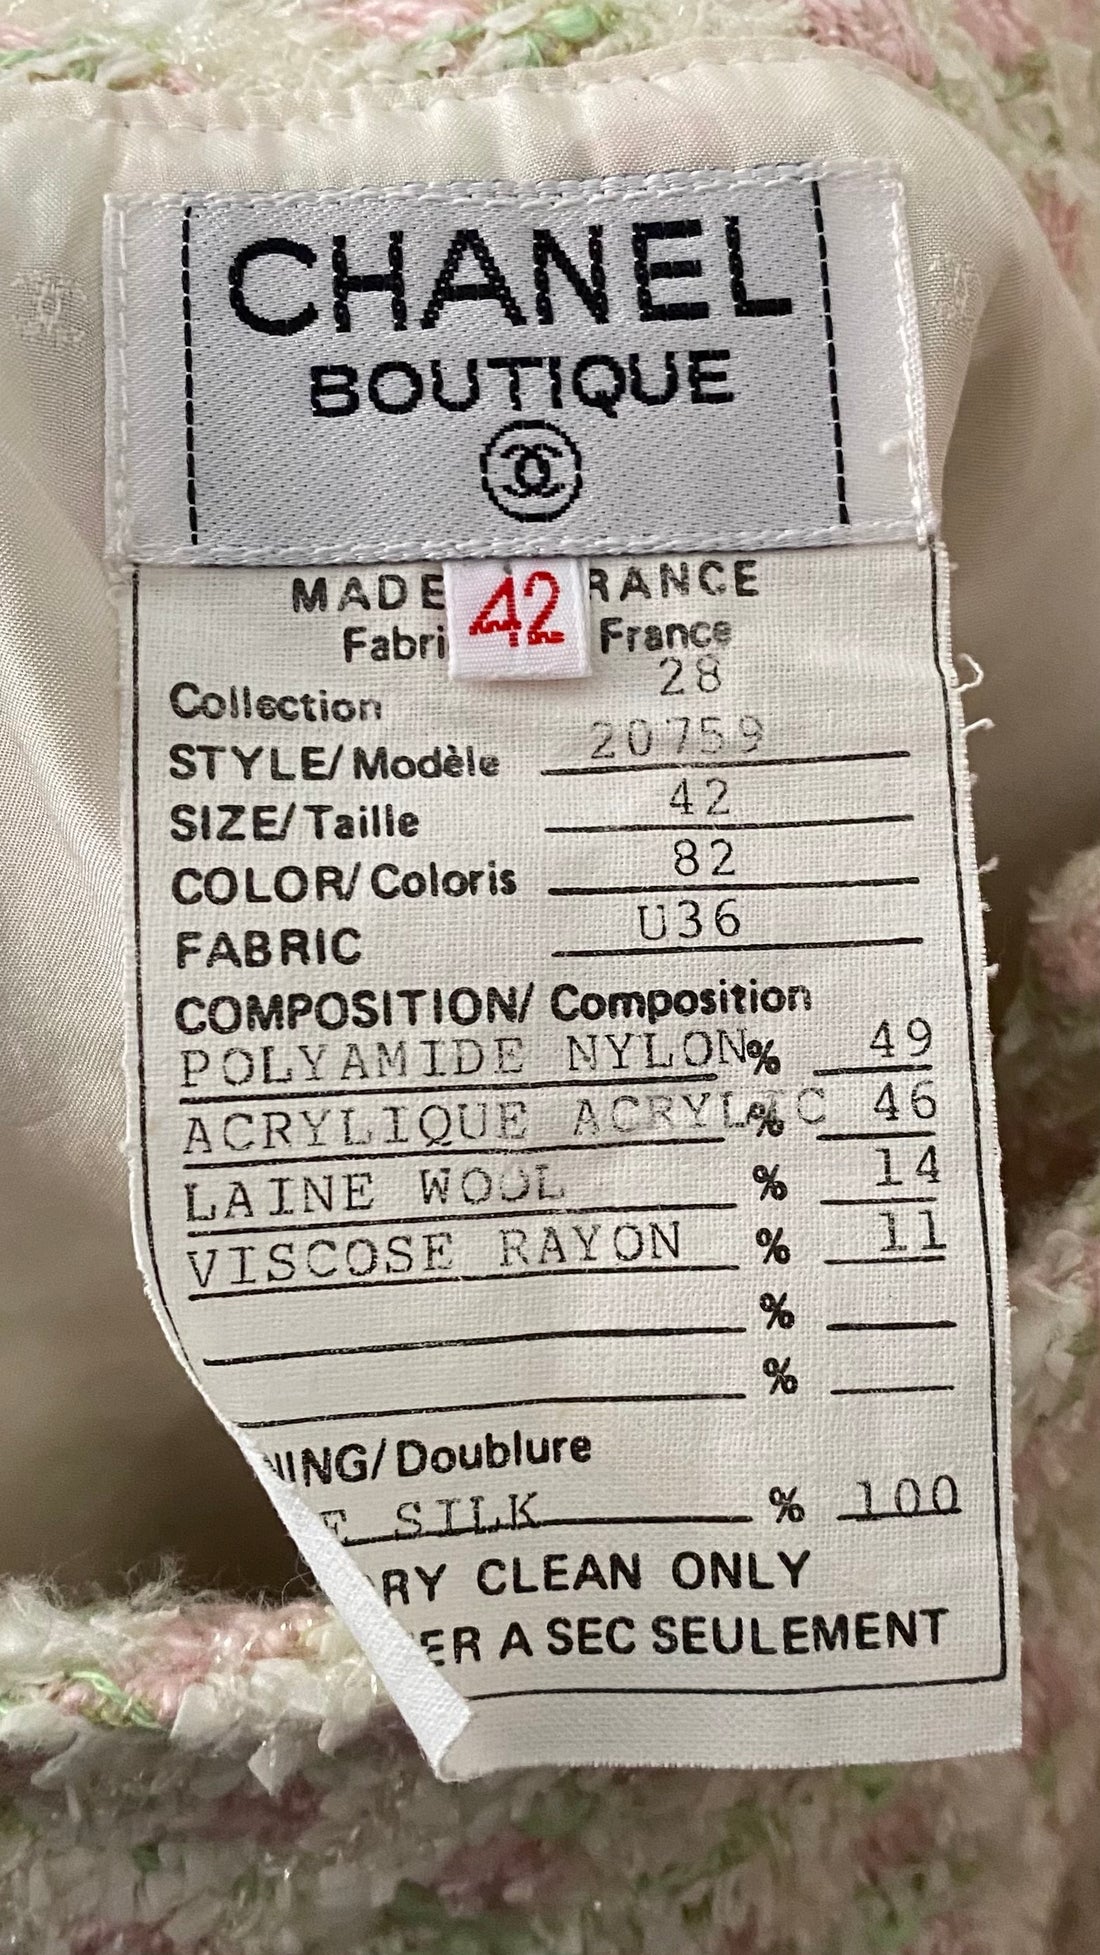 CHANEL
BOUTIQUE
MADE 42 RANCE
Fabri France
Collection 28
STYLE/Modèle 20759
SIZE/Taille 42
COLOR/Coloris 82
FABRIC U36
COMPOSITION/Composition
POLYAMIDE NYLON% 49
ACRYLIQUE ACRYLIC % 46
LAINE WOOL % 14
VISCOSE RAYON % 11
%
%
NING/Doublure
E SILK % 100
RY CLEAN ONLY
ER A SEC SEULEMENT